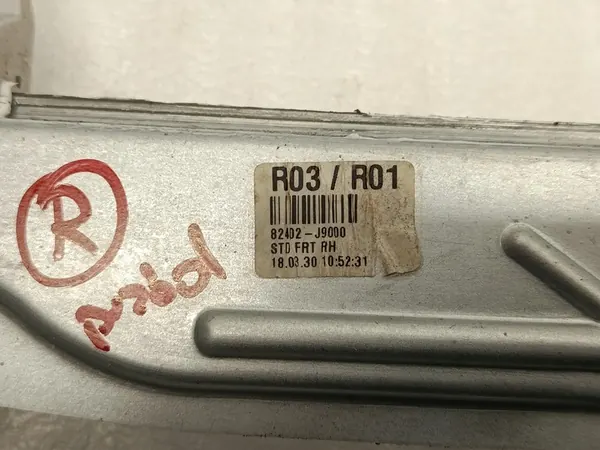 R
R03 / R01
82402-J9000
STD FRT RH
18.03.30 10:52:31